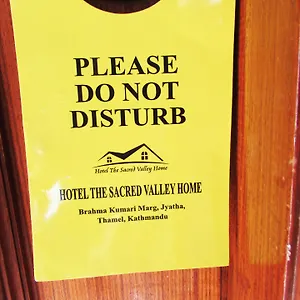 PLEASE
DO NOT
DISTURB
Hotel The Sacred Valley Home
HOTEL THE SACRED VALLEY HOME
Brahma Kumari Marg, Jyatha,
Thamel, Kathmandu